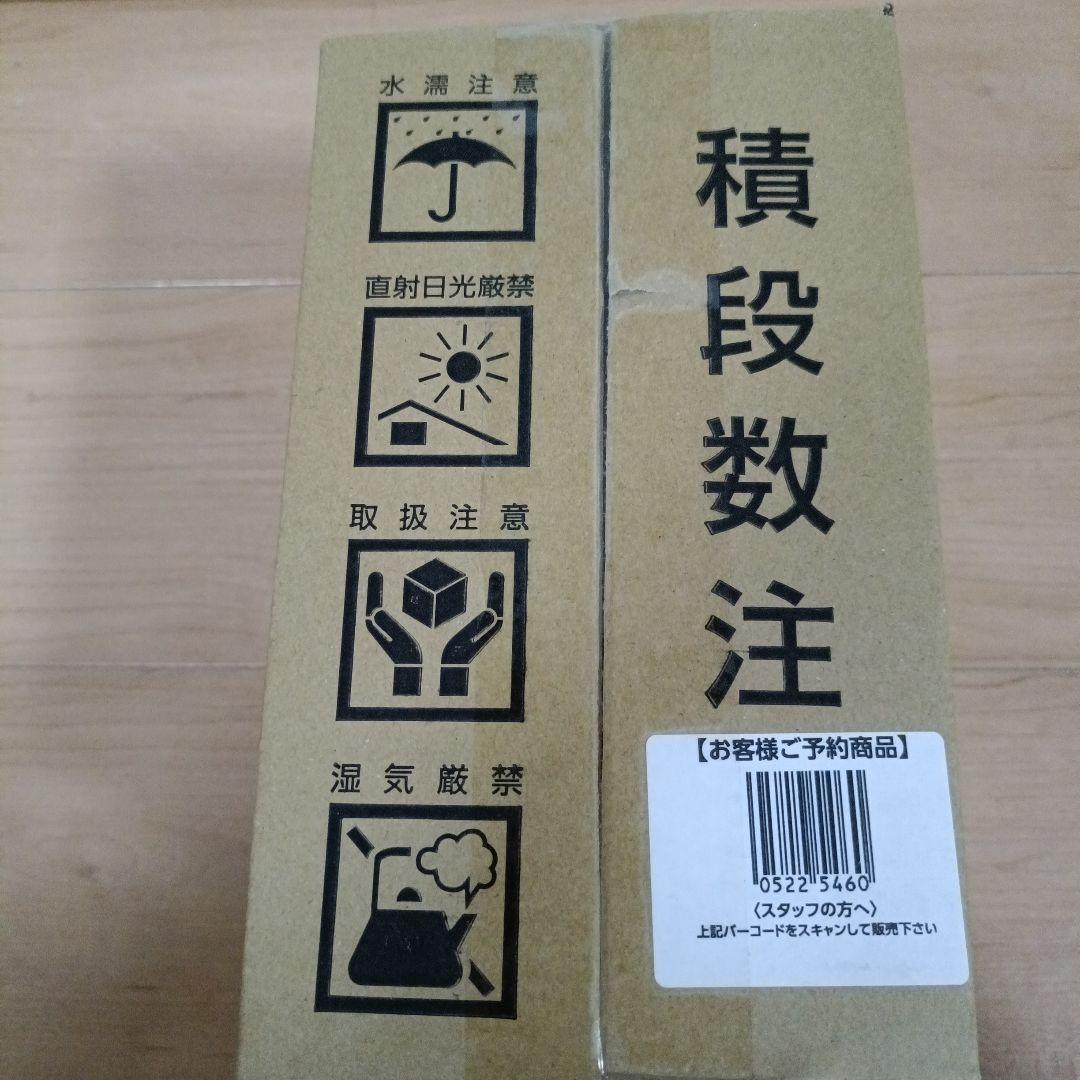 水濡注意
直射日光厳禁
取扱注意
湿気厳禁
積段数注
【お客様ご予約商品】
0522 5460
〈スタッフの方へ〉
上記バーコードをスキャンして販売下さい